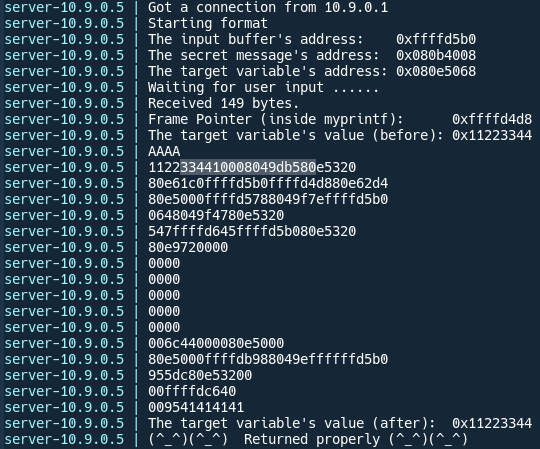 server-10.9.0.5 | Got a connection from 10.9.0.1
server-10.9.0.5 | Starting format
server-10.9.0.5 | The input buffer's address:    0xffffd5b0
server-10.9.0.5 | The secret message's address:  0x080b4008
server-10.9.0.5 | The target variable's address: 0x080e5068
server-10.9.0.5 | Waiting for user input ......
server-10.9.0.5 | Received 149 bytes.
server-10.9.0.5 | Frame Pointer (inside myprintf):      0xffffd4d8
server-10.9.0.5 | The target variable's value (before): 0x11223344
server-10.9.0.5 | AAAA
server-10.9.0.5 | 1122334410008049db580e5320
server-10.9.0.5 | 80e61c0ffffd5b0ffffd4d880e62d4
server-10.9.0.5 | 80e5000ffffd5788049f7effffd5b0
server-10.9.0.5 | 0648049f4780e5320
server-10.9.0.5 | 547ffffd645ffffd5b080e5320
server-10.9.0.5 | 80e9720000
server-10.9.0.5 | 0000
server-10.9.0.5 | 0000
server-10.9.0.5 | 0000
server-10.9.0.5 | 0000
server-10.9.0.5 | 0000
server-10.9.0.5 | 006c44000080e5000
server-10.9.0.5 | 80e5000ffffdb988049effffffd5b0
server-10.9.0.5 | 955dc80e53200
server-10.9.0.5 | 00ffffdc640
server-10.9.0.5 | 009541414141
server-10.9.0.5 | The target variable's value (after):  0x11223344
server-10.9.0.5 | (^_^)(^_^)  Returned properly (^_^)(^_^)